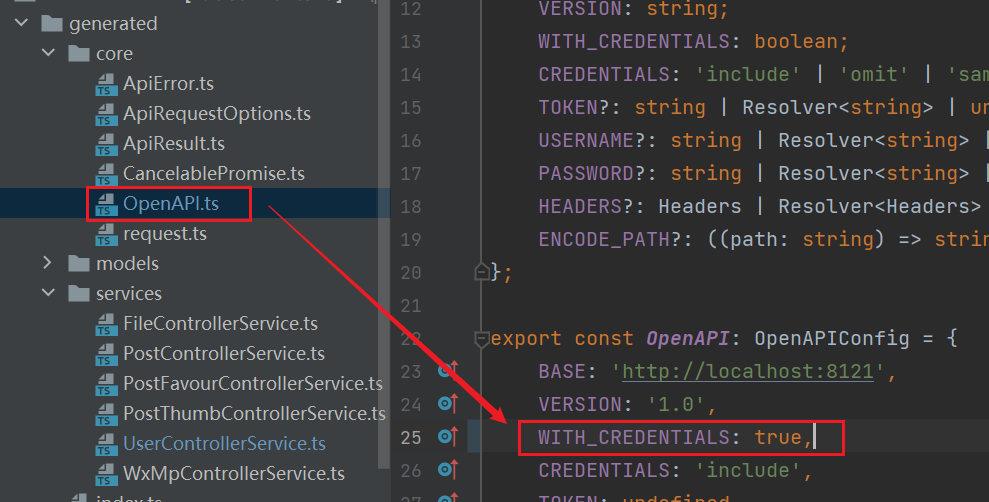 generated
core
ApiError.ts
ApiRequestOptions.ts
ApiResult.ts
CancelablePromise.ts
OpenAPI.ts
request.ts
models
services
FileControllerService.ts
PostControllerService.ts
PostFavourControllerService.ts
PostThumbControllerService.ts
UserControllerService.ts
WxMpControllerService.ts
index.ts
12 VERSION: string;
13 WITH_CREDENTIALS: boolean;
14 CREDENTIALS: 'include' | 'omit' | 'sam
15 TOKEN?: string | Resolver<string> | un
16 USERNAME?: string | Resolver<string> |
17 PASSWORD?: string | Resolver<string> |
18 HEADERS?: Headers | Resolver<Headers>
19 ENCODE_PATH?: ((path: string) => strin
20 };
21
22 export const OpenAPI: OpenAPIConfig = {
23 BASE: 'http://localhost:8121',
24 VERSION: '1.0',
25 WITH_CREDENTIALS: true,
26 CREDENTIALS: 'include',
27 TOKEN: undefined